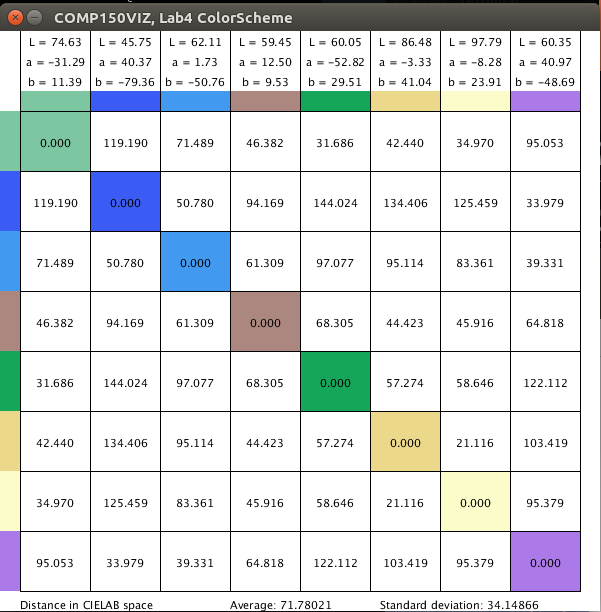 COMP150VIZ, Lab4 ColorScheme
L = 74.63 L = 45.75 L = 62.11 L = 59.45 L = 60.05 L = 86.48 L = 97.79 L = 60.35
a = −31.29 a = 40.37 a = 1.73 a = 12.50 a = −52.82 a = −3.33 a = −8.28 a = 40.97
b = 11.39 b = −79.36 b = −50.76 b = 9.53 b = 29.51 b = 41.04 b = 23.91 b = −48.69
0.000 119.190 71.489 46.382 31.686 42.440 34.970 95.053
119.190 0.000 50.780 94.169 144.024 134.406 125.459 33.979
71.489 50.780 0.000 61.309 97.077 95.114 83.361 39.331
46.382 94.169 61.309 0.000 68.305 44.423 45.916 64.818
31.686 144.024 97.077 68.305 0.000 57.274 58.646 122.112
42.440 134.406 95.114 44.423 57.274 0.000 21.116 103.419
34.970 125.459 83.361 45.916 58.646 21.116 0.000 95.379
95.053 33.979 39.331 64.818 122.112 103.419 95.379 0.000
Distance in CIELAB space Average: 71.78021 Standard deviation: 34.14866